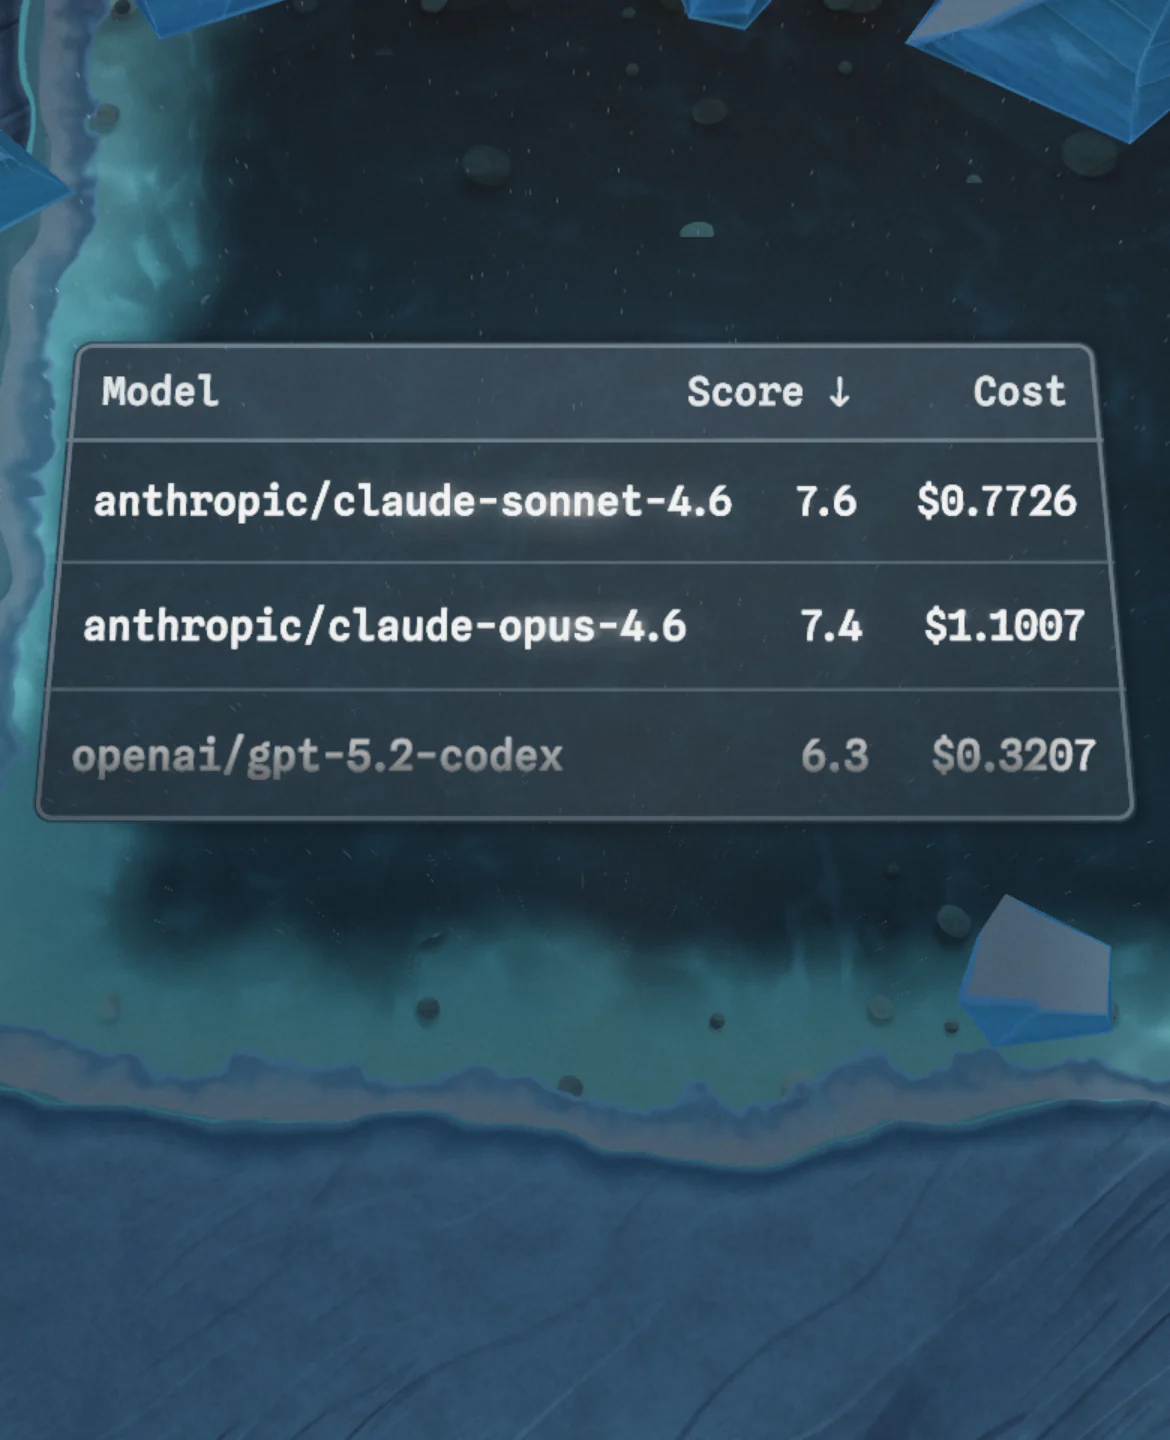 Model Score ↓ Cost
anthropic/claude-sonnet-4.6 7.6 $0.7726
anthropic/claude-opus-4.6 7.4 $1.1007
openai/gpt-5.2-codex 6.3 $0.3207